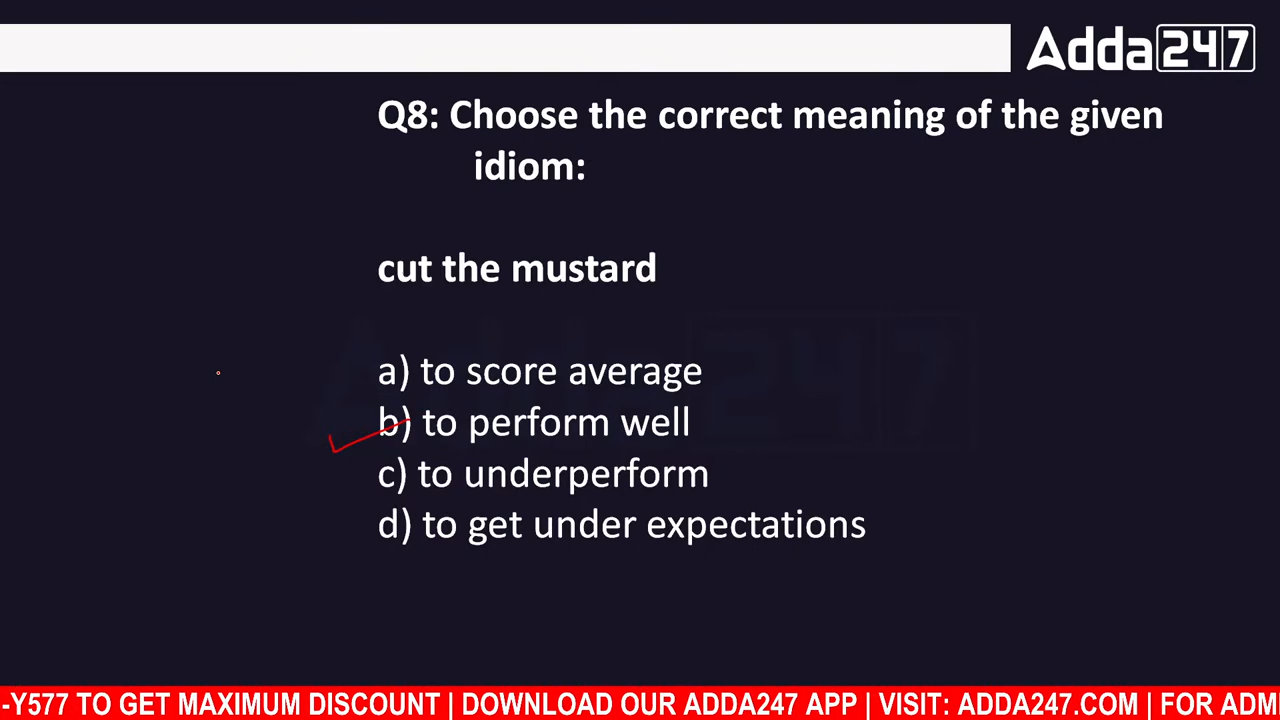 Adda247
Q8: Choose the correct meaning of the given
idiom:
cut the mustard
a) to score average
b) to perform well
c) to underperform
d) to get under expectations
-Y577 TO GET MAXIMUM DISCOUNT | DOWNLOAD OUR ADDA247 APP | VISIT: ADDA247.COM | FOR ADM